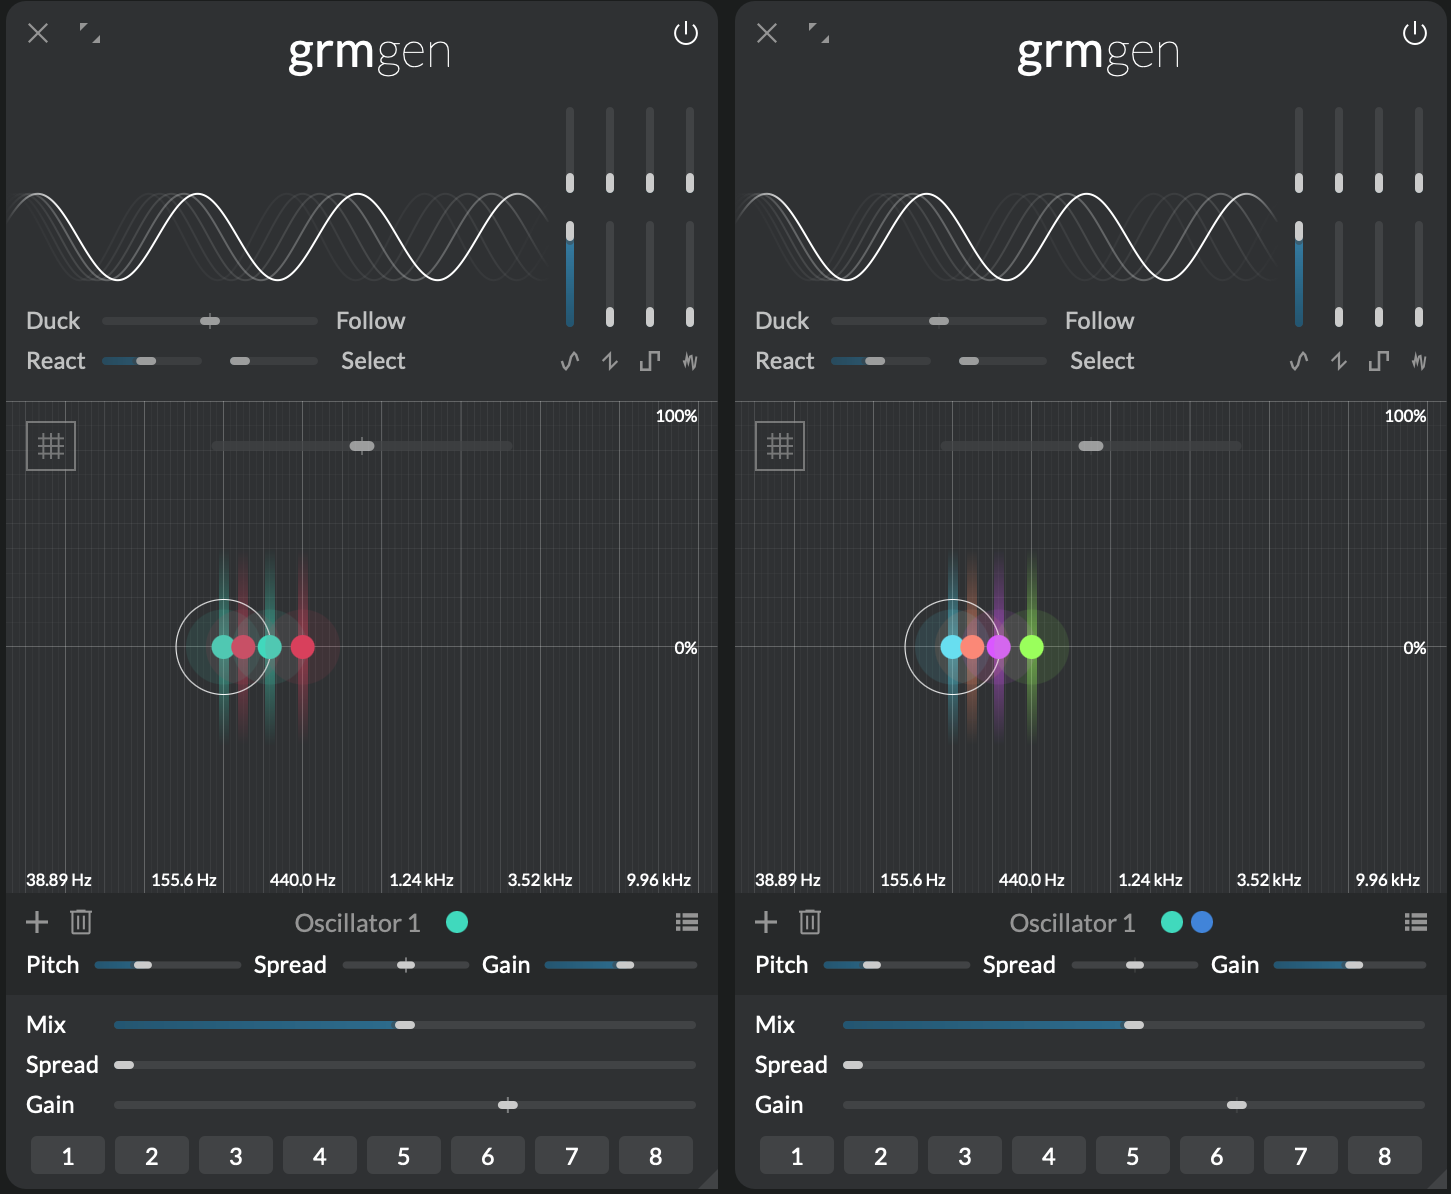 grmgen
Duck Follow
React Select
100%
0%
38.89 Hz 155.6 Hz 440.0 Hz 1.24 kHz 3.52 kHz 9.96 kHz
Oscillator 1
Pitch Spread Gain
Mix
Spread
Gain
1 2 3 4 5 6 7 8
grmgen
Duck Follow
React Select
100%
0%
38.89 Hz 155.6 Hz 440.0 Hz 1.24 kHz 3.52 kHz 9.96 kHz
Oscillator 1
Pitch Spread Gain
Mix
Spread
Gain
1 2 3 4 5 6 7 8